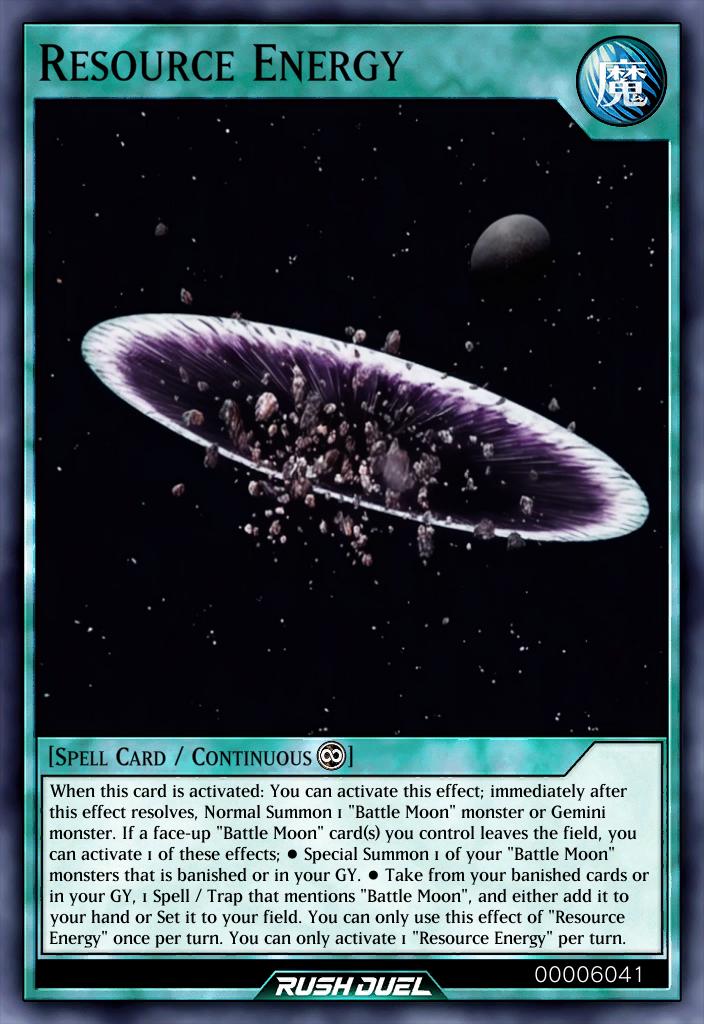 Resource Energy
魔
[Spell Card / Continuous ∞]
When this card is activated: You can activate this effect; immediately after
this effect resolves, Normal Summon 1 "Battle Moon" monster or Gemini
monster. If a face-up "Battle Moon" card(s) you control leaves the field, you
can activate 1 of these effects; ● Special Summon 1 of your "Battle Moon"
monsters that is banished or in your GY. ● Take from your banished cards or
in your GY, 1 Spell / Trap that mentions "Battle Moon", and either add it to
your hand or Set it to your field. You can only use this effect of "Resource
Energy" once per turn. You can only activate 1 "Resource Energy" per turn.
00006041
RUSH DUEL